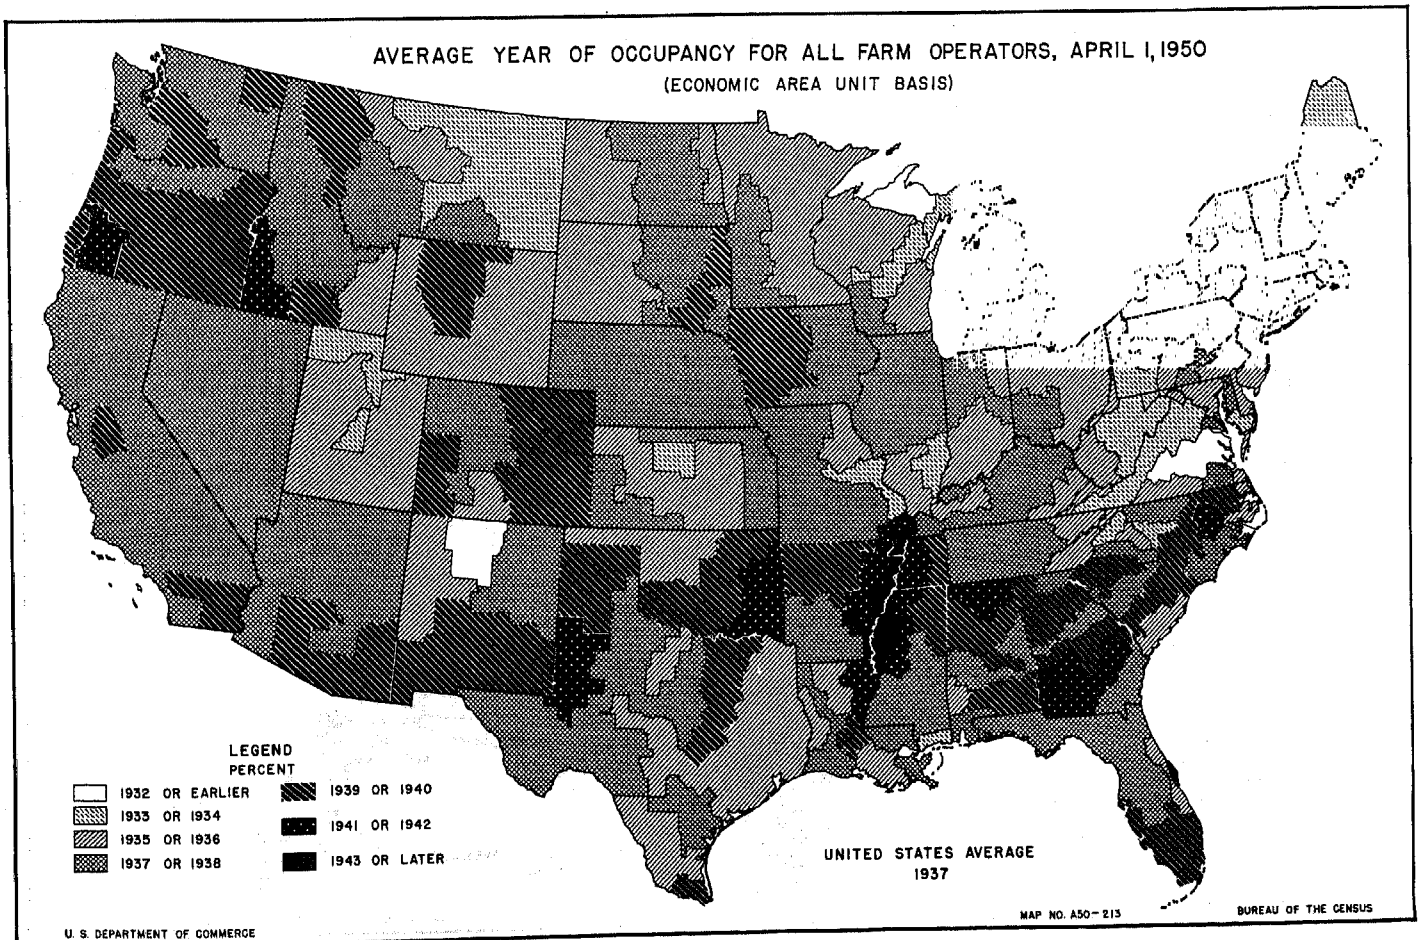 AVERAGE YEAR OF OCCUPANCY FOR ALL FARM OPERATORS, APRIL 1, 1950
(ECONOMIC AREA UNIT BASIS)
LEGEND
PERCENT
1932 OR EARLIER
1933 OR 1934
1935 OR 1936
1937 OR 1938
1939 OR 1940
1941 OR 1942
1943 OR LATER
UNITED STATES AVERAGE
1937
MAP NO. A50-213
BUREAU OF THE CENSUS
U. S. DEPARTMENT OF COMMERCE